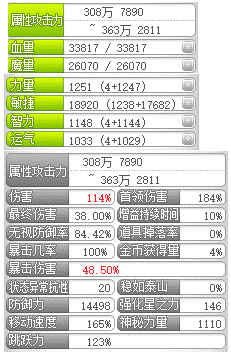 属性攻击力 308万 7890
~ 363万 2811
血量 33817 / 33817
魔量 26070 / 26070
力量 1251 (4+1247)
敏捷 18920 (1238+17682)
智力 1148 (4+1144)
运气 1033 (4+1029)
属性攻击力 308万 7890
~ 363万 2811
伤害 114% 首领伤害 184%
最终伤害 38.00% 增益持续时间 10%
无视防御率 84.42% 道具掉落率 0%
暴击几率 100% 金币获得量 4%
暴击伤害 48.50%
状态异常抗性 20 稳如泰山 0%
防御力 14498 强化星之力 146
移动速度 165% 神秘力量 1110
跳跃力 123%